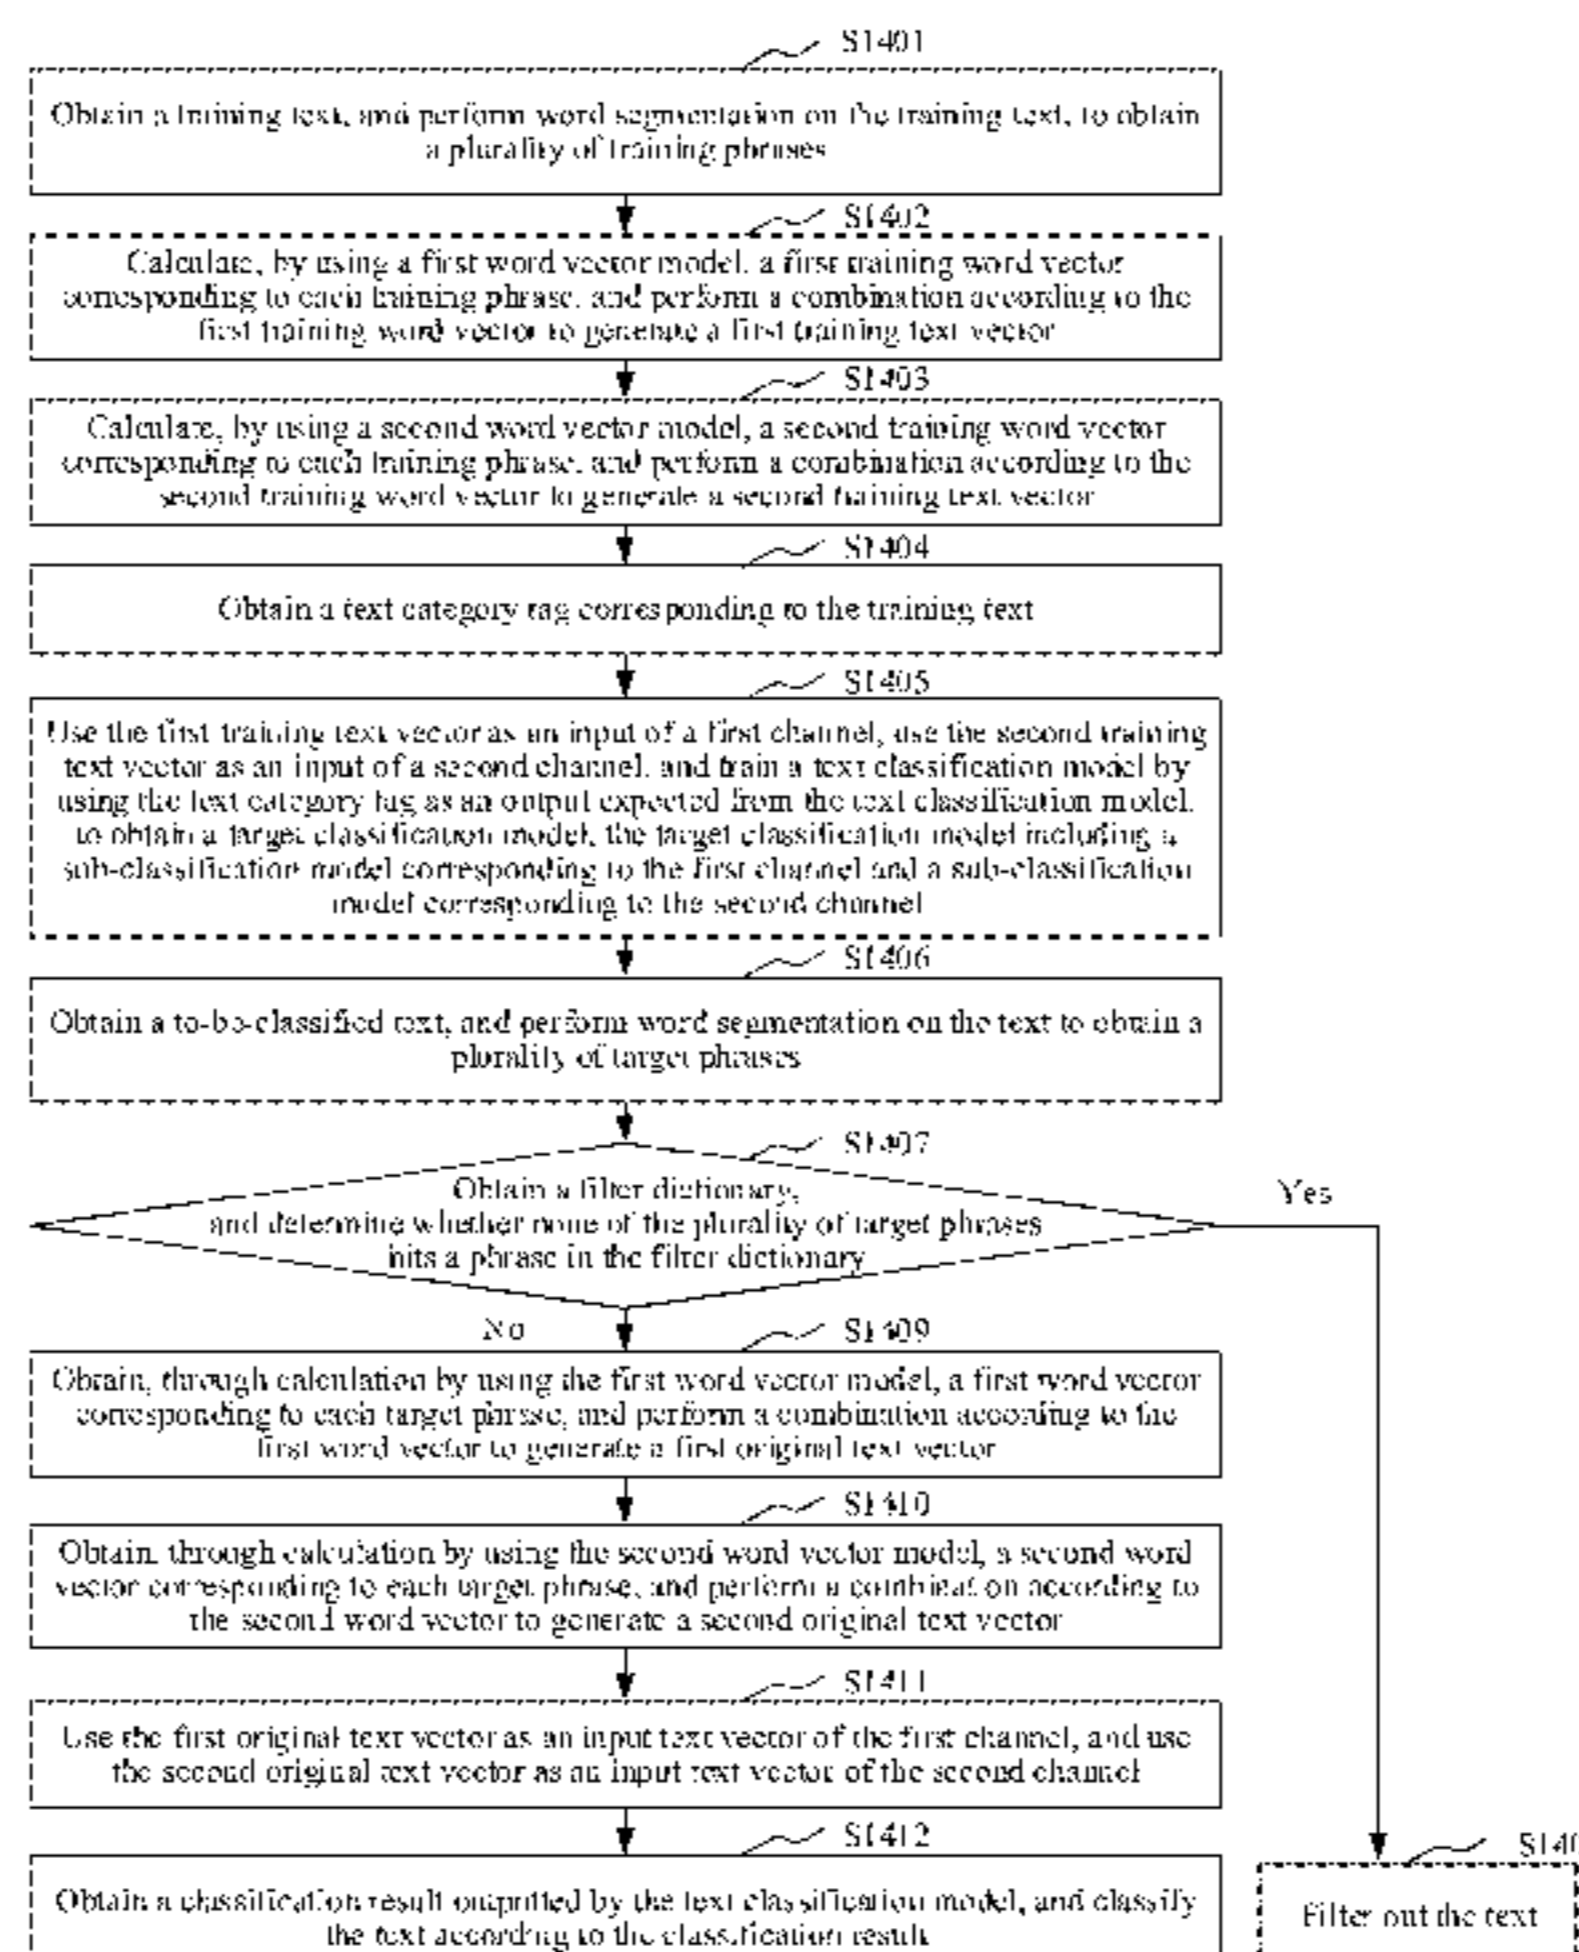 S1401
Obtain a training text, and perform word segmentation on the training text, to obtain
a plurality of training phrases
S1402
Calculate, by using a first word vector model, a first training word vector
corresponding to each training phrase, and perform a combination according to the
first training word vector to generate a first training text vector
S1403
Calculate, by using a second word vector model, a second training word vector
corresponding to each training phrase, and perform a combination according to the
second training word vector to generate a second training text vector
S1404
Obtain a text category tag corresponding to the training text
S1405
Use the first training text vector as an input of a first channel, use the second training
text vector as an input of a second channel, and train a text classification model by
using the text category tag as an output expected from the text classification model,
to obtain a target classification model, the target classification model including a
sub-classification model corresponding to the first channel and a sub-classification
model corresponding to the second channel
S1406
Obtain a to-be-classified text, and perform word segmentation on the text to obtain a
plurality of target phrases
S1407
Obtain a filter dictionary,
and determine whether none of the plurality of target phrases
hits a phrase in the filter dictionary
Yes
No
S1409
Obtain, through calculation by using the first word vector model, a first word vector
corresponding to each target phrase, and perform a combination according to the
first word vector to generate a first original text vector
S1410
Obtain, through calculation by using the second word vector model, a second word
vector corresponding to each target phrase, and perform a combination according to
the second word vector to generate a second original text vector
S1411
Use the first original text vector as an input text vector of the first channel, and use
the second original text vector as an input text vector of the second channel
S1412
Obtain a classification result outputted by the text classification model, and classify
the text according to the classification result
S140
Filter out the text